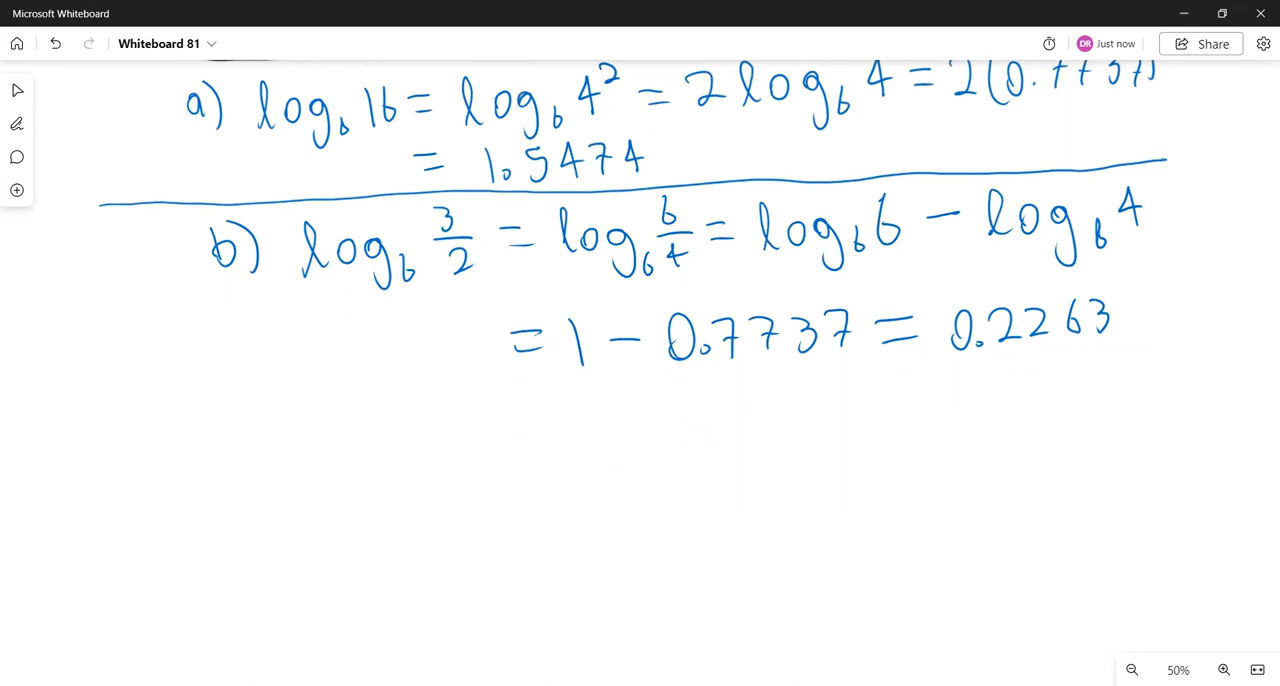 Microsoft Whiteboard
Whiteboard 81
DR Just now
Share
a) log₆ 16 = log₆ 4² = 2 log₆ 4 = 2(0.7737)
= 1.5474
b) log₆ 3/2 = log₆ 6/4 = log₆ 6 − log₆ 4
= 1 − 0.7737 = 0.2263
50%